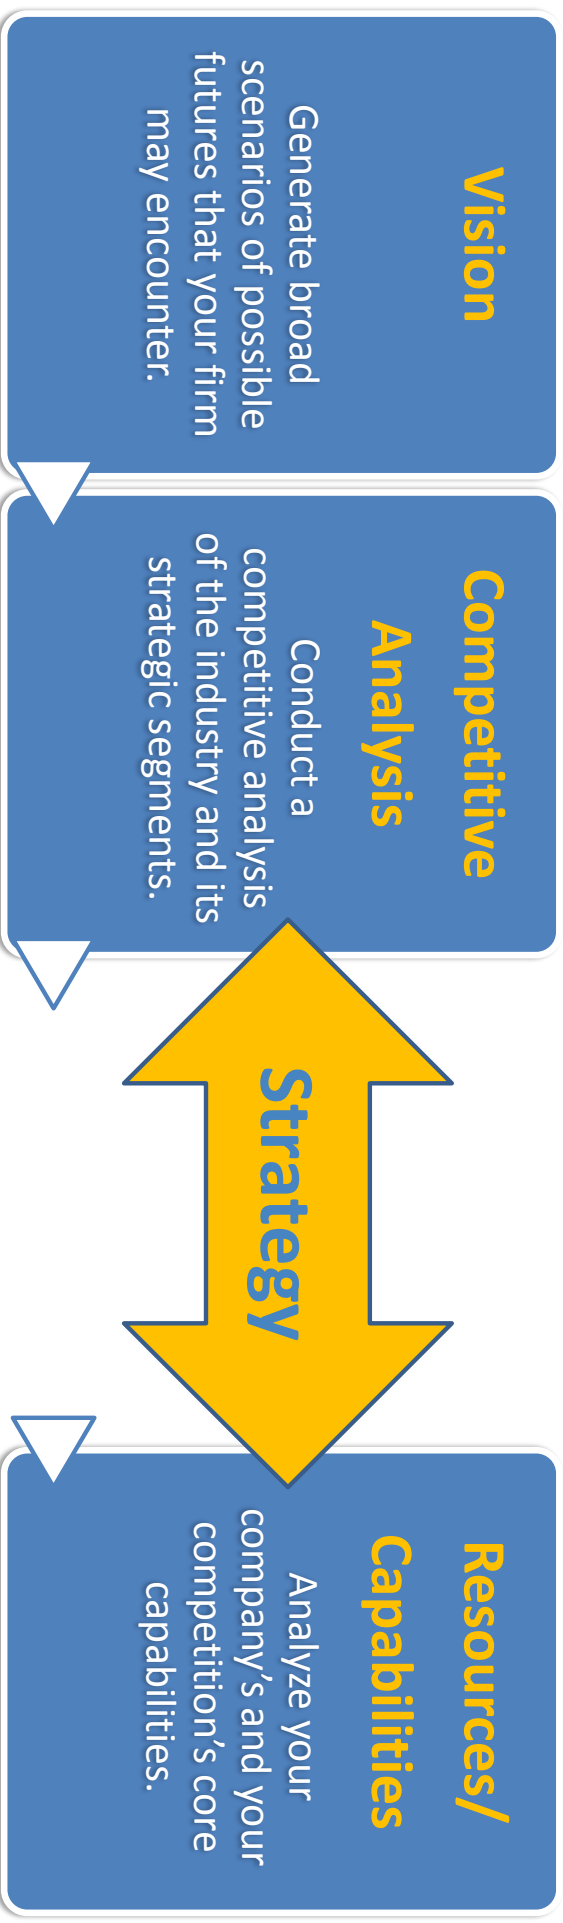 Vision
Generate broad
scenarios of possible
futures that your firm
may encounter.
Competitive
Analysis
Conduct a
competitive analysis
of the industry and its
strategic segments.
Strategy
Resources/
Capabilities
Analyze your
company’s and your
competition’s core
capabilities.